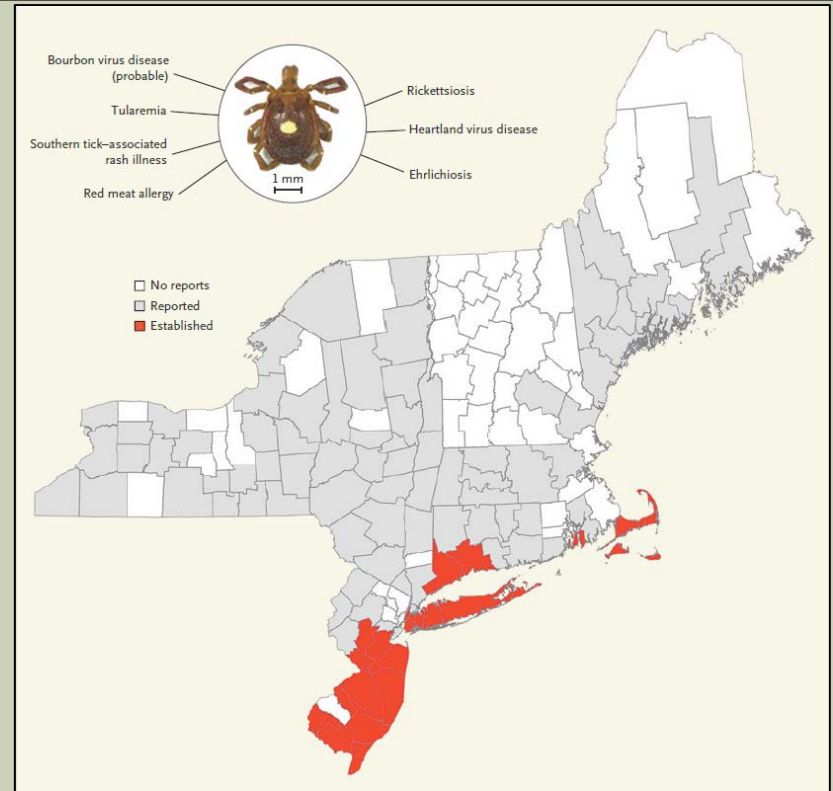 Bourbon virus disease
(probable)
Tularemia
Southern tick–associated
rash illness
Red meat allergy
Rickettsiosis
Heartland virus disease
Ehrlichiosis
1 mm
No reports
Reported
Established